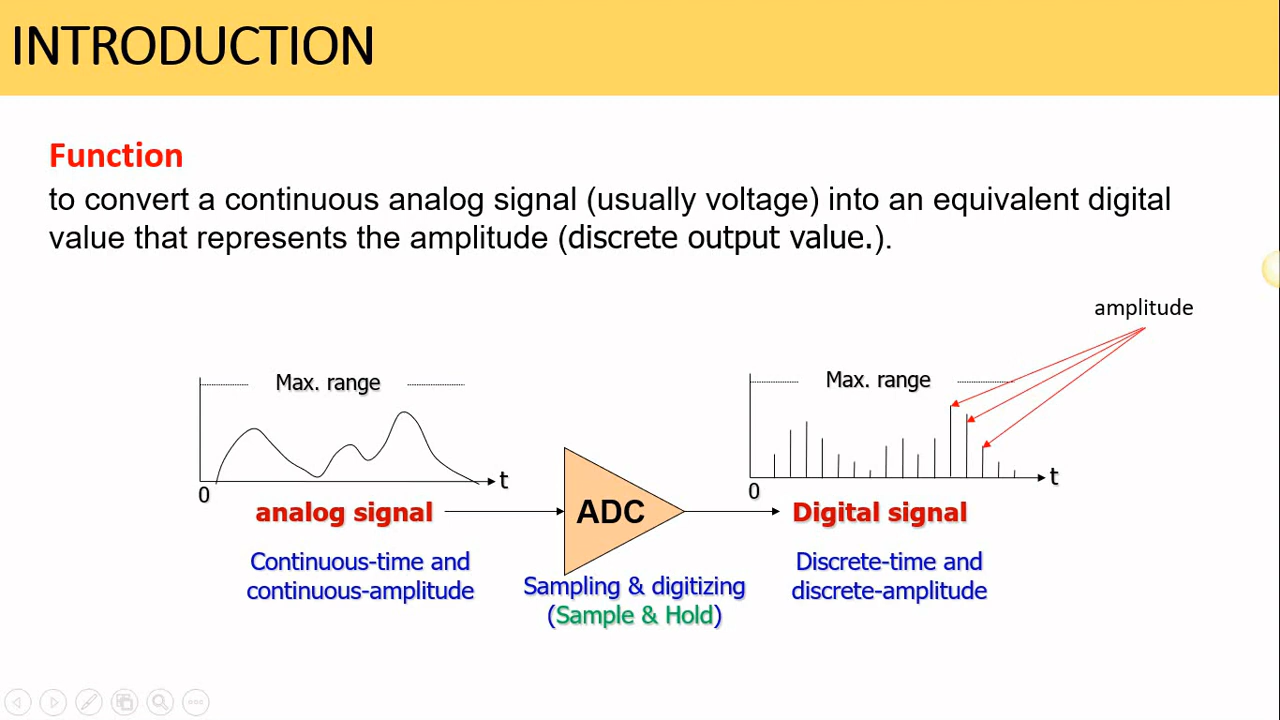 INTRODUCTION
Function
to convert a continuous analog signal (usually voltage) into an equivalent digital
value that represents the amplitude (discrete output value.).
amplitude
Max. range
t
0
analog signal
Continuous-time and
continuous-amplitude
ADC
Sampling & digitizing
(Sample & Hold)
Max. range
t
0
Digital signal
Discrete-time and
discrete-amplitude